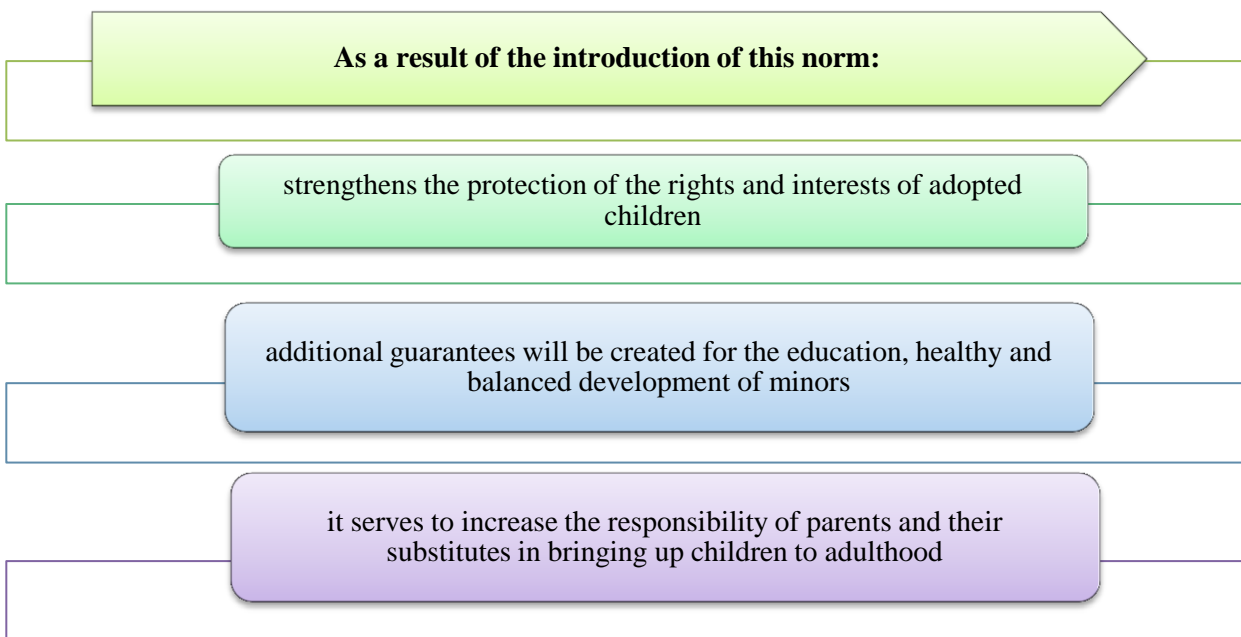 As a result of the introduction of this norm:
strengthens the protection of the rights and interests of adopted
children
additional guarantees will be created for the education, healthy and
balanced development of minors
it serves to increase the responsibility of parents and their
substitutes in bringing up children to adulthood